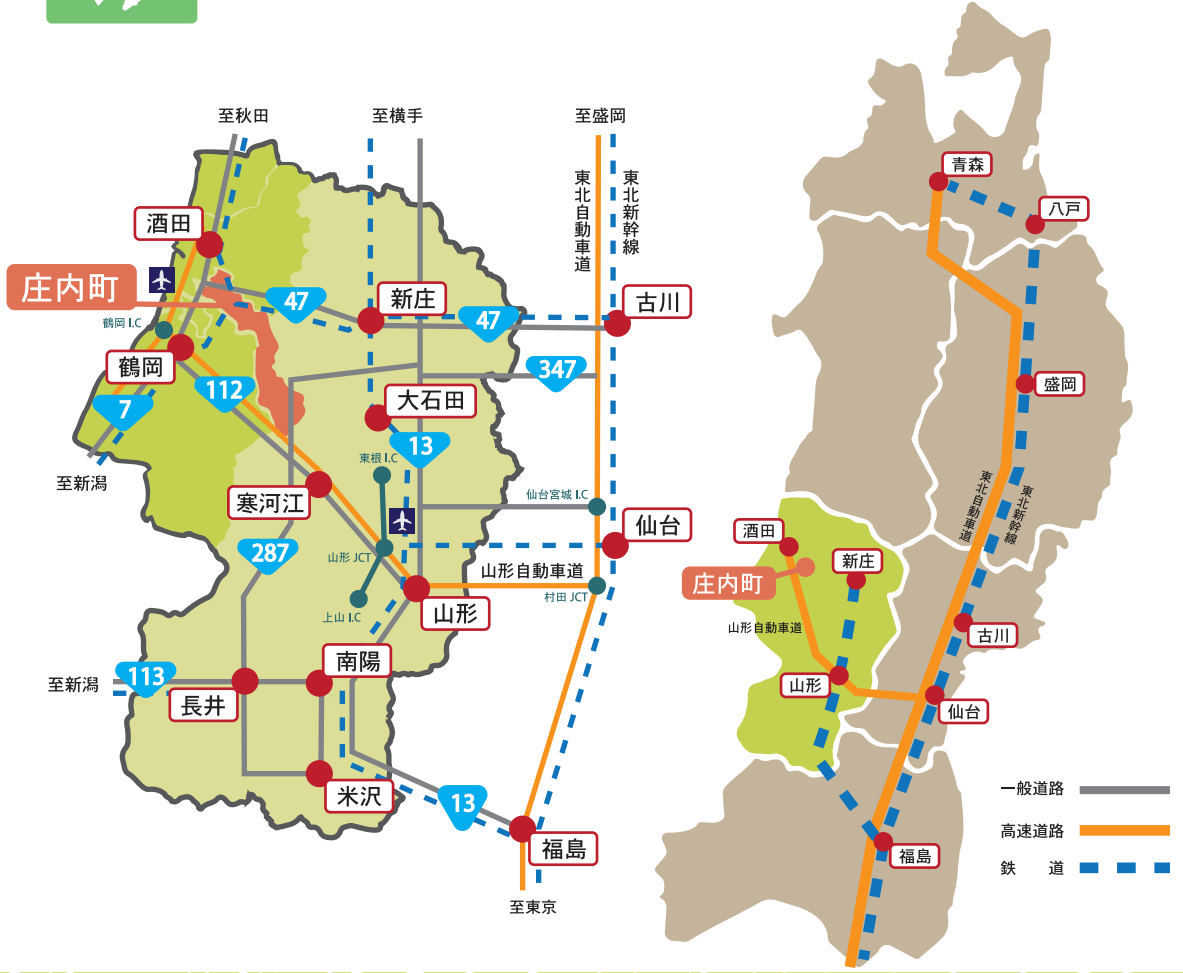 至秋田
至横手
至盛岡
東北自動車道
東北新幹線
酒田
庄内町
47
新庄
47
古川
鶴岡 I.C
鶴岡
112
347
7
大石田
13
東根 I.C
至新潟
寒河江
仙台宮城 I.C
仙台
287
山形 JCT
山形自動車道
上山 I.C
村田 JCT
山形
至新潟
113
南陽
長井
米沢
13
福島
至東京
青森
八戸
盛岡
東北自動車道
東北新幹線
酒田
新庄
庄内町
山形自動車道
古川
山形
仙台
福島
一般道路
高速道路
鉄 道